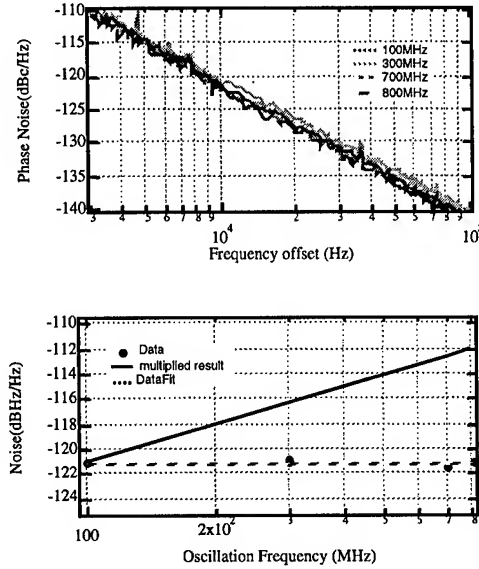 -110
-115
-120
-125
-130
-135
-140
Phase Noise(dBc/Hz)
100MHz
300MHz
700MHz
800MHz
3 4 5 6 7 8 9 2 3 4 5 6 7 8 9
10^4 10^5
Frequency offset (Hz)
-110
-112
-114
-116
-118
-120
-122
-124
Noise(dBHz/Hz)
Data
multiplied result
DataFit
100 2x10^2 3 4 5 6 7 8
Oscillation Frequency (MHz)